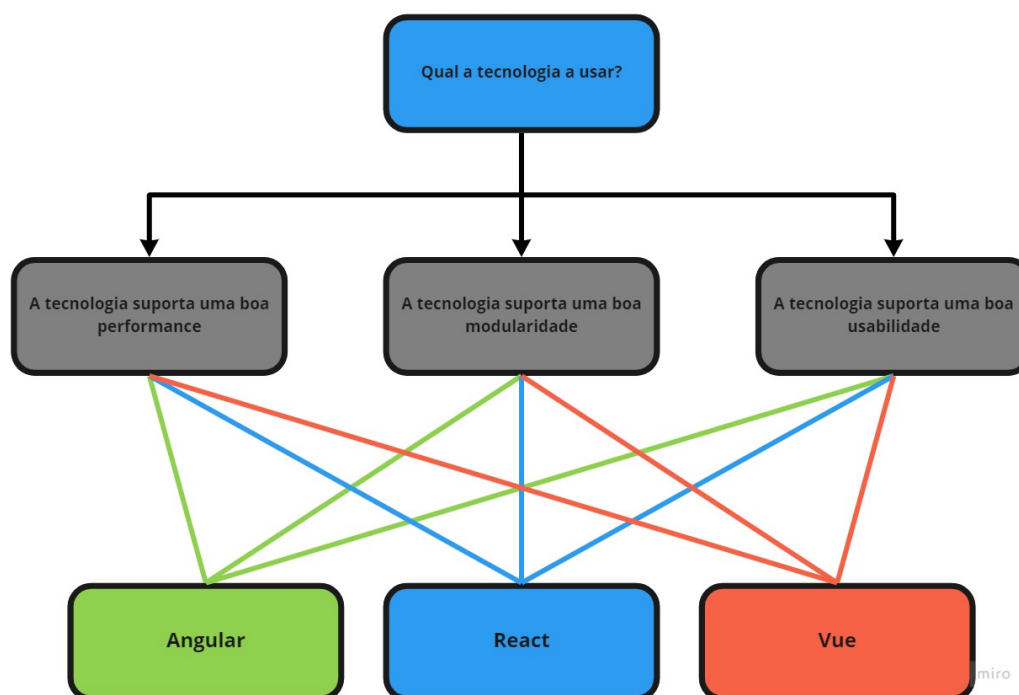 Qual a tecnologia a usar?
A tecnologia suporta uma boa
performance
A tecnologia suporta uma boa
modularidade
A tecnologia suporta uma boa
usabilidade
Angular
React
Vue
miro